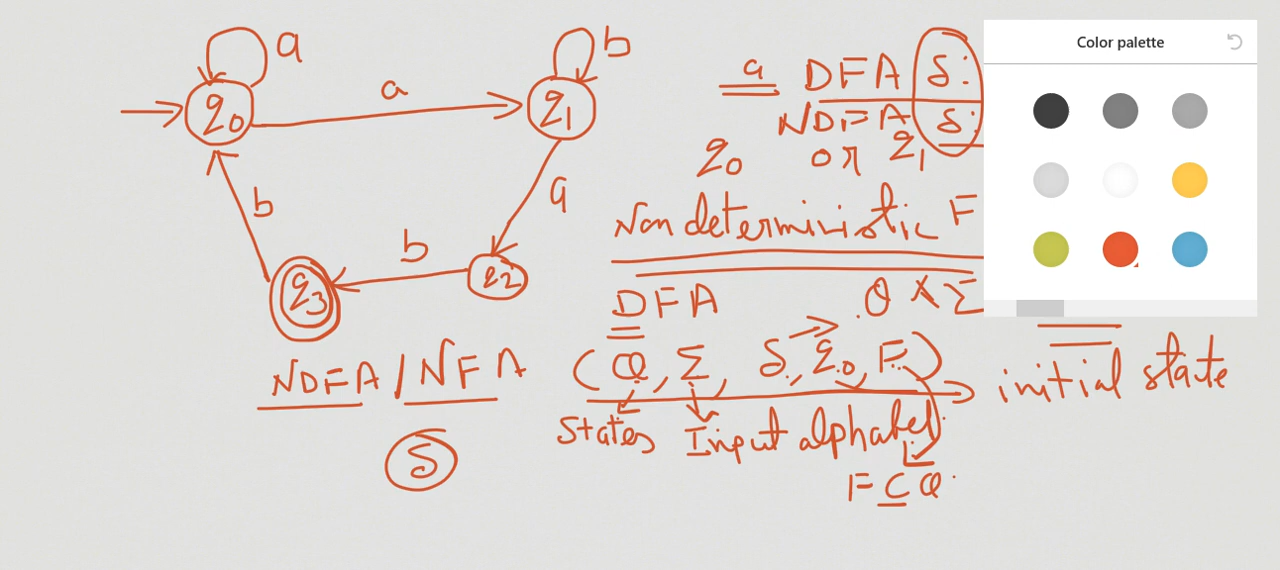 a
b
a
q0
q1
a
b
b
q3
q2
NDFA/NFA
δ
a DFA δ:
NDFA δ:
q0 or q1
Non deterministic F
DFA
Q×Σ
(Q, Σ, δ, q0, F)
initial state
States Input alphabet
F⊆Q
Color palette